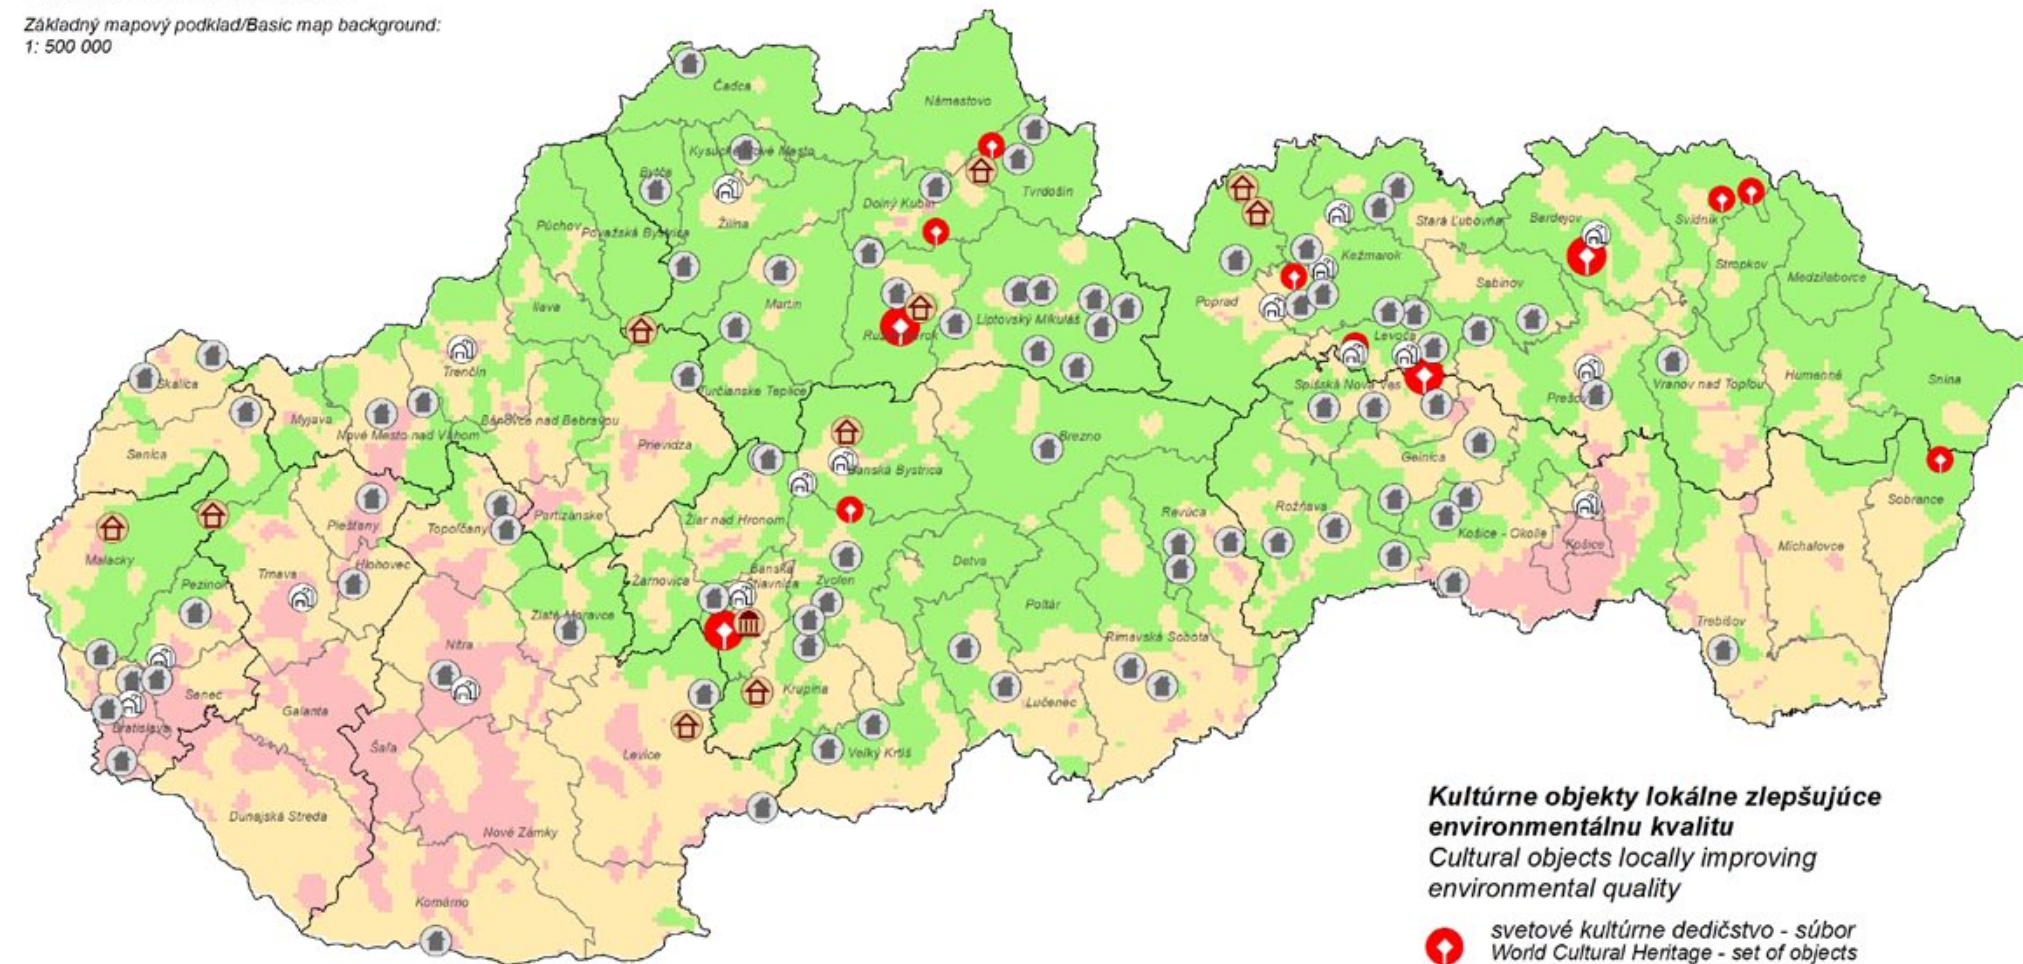 Základný mapový podklad/Basic map background:
1: 500 000
Čadca
Námestovo
Kysucké Nové Mesto
Bytča
Tvrdošín
Dolný Kubín
Púchov
Považská Bystrica
Žilina
Stará Ľubovňa
Bardejov
Svidník
Kežmarok
Stropkov
Medzilaborce
Sabinov
Poprad
Ilava
Martin
Liptovský Mikuláš
Ružomberok
Levoča
Trenčín
Skalica
Turčianske Teplice
Spišská Nová Ves
Vranov nad Topľou
Humenné
Snina
Prešov
Myjava
Nové Mesto nad Váhom
Bánovce nad Bebravou
Prievidza
Brezno
Senica
Gelnica
Banská Bystrica
Sobrance
Rožňava
Revúca
Piešťany
Topoľčany
Partizánske
Žiar nad Hronom
Košice - Okolie
Košice
Michalovce
Malacky
Hlohovec
Detva
Trnava
Pezinok
Žarnovica
Banská
Štiavnica
Zvolen
Poltár
Zlaté Moravce
Trebišov
Nitra
Rimavská Sobota
Senec
Krupina
Galanta
Lučenec
Bratislava
Šaľa
Levice
Veľký Krtíš
Dunajská Streda
Nové Zámky
Komárno
Kultúrne objekty lokálne zlepšujúce
environmentálnu kvalitu
Cultural objects locally improving
environmental quality
svetové kultúrne dedičstvo - súbor
World Cultural Heritage - set of objects